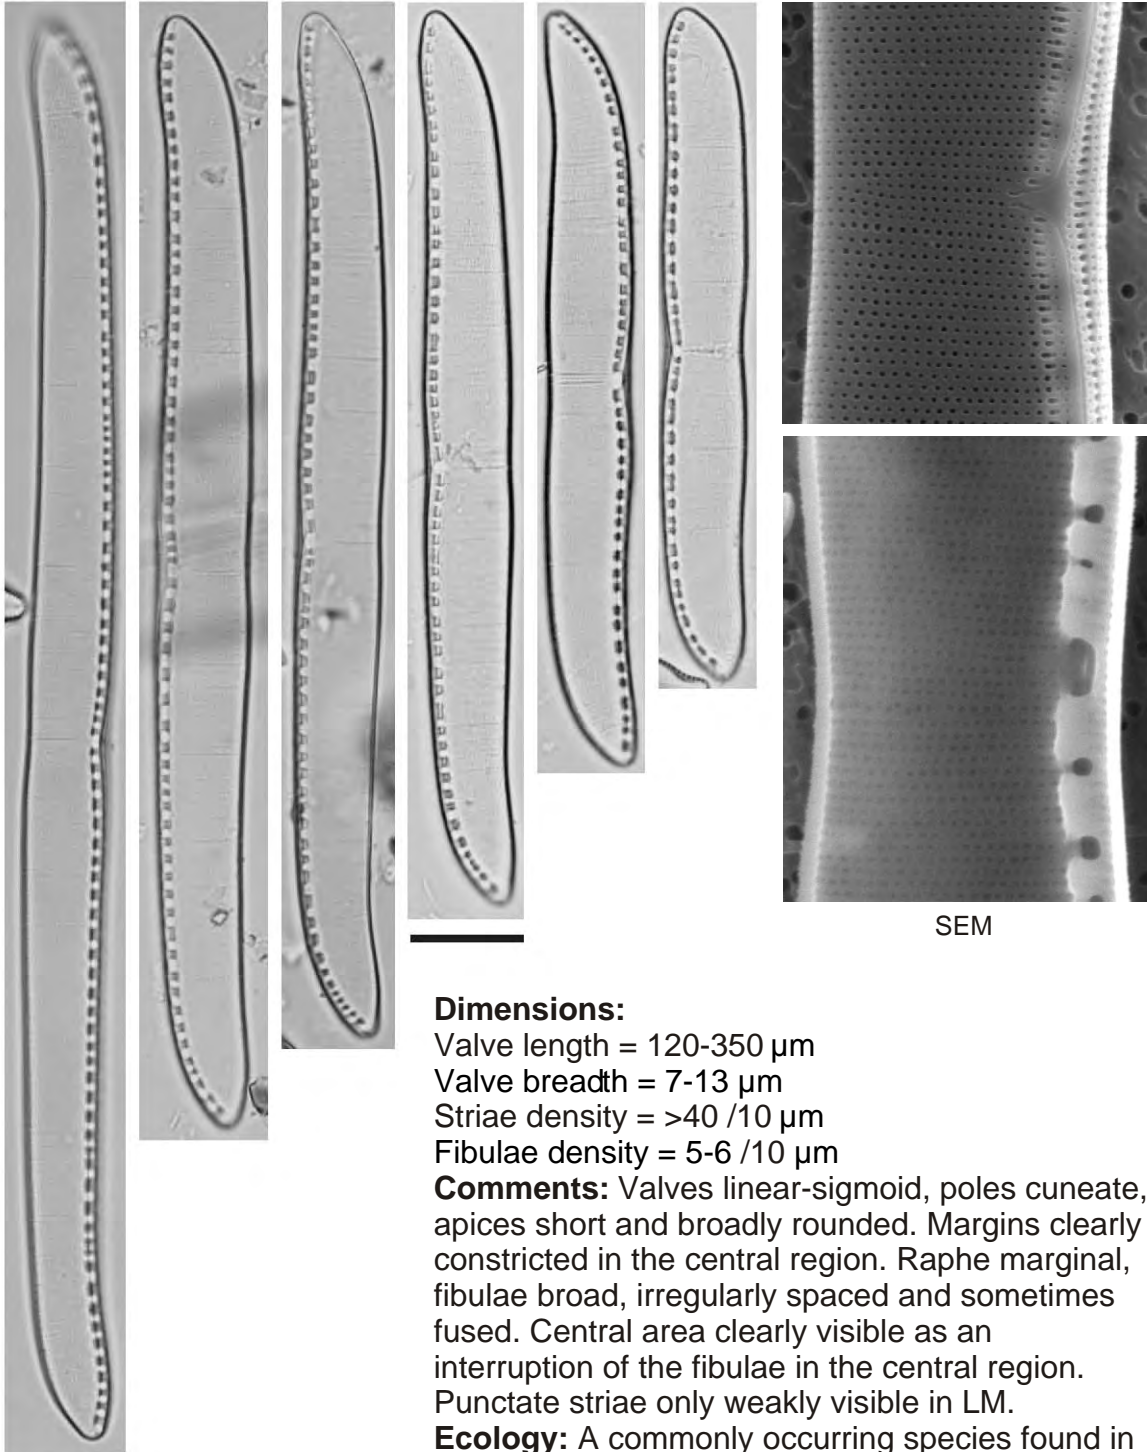 SEM
Dimensions:
Valve length = 120-350 µm
Valve breadth = 7-13 µm
Striae density = >40 /10 µm
Fibulae density = 5-6 /10 µm
Comments: Valves linear-sigmoid, poles cuneate,
apices short and broadly rounded. Margins clearly
constricted in the central region. Raphe marginal,
fibulae broad, irregularly spaced and sometimes
fused. Central area clearly visible as an
interruption of the fibulae in the central region.
Punctate striae only weakly visible in LM.
Ecology: A commonly occurring species found in